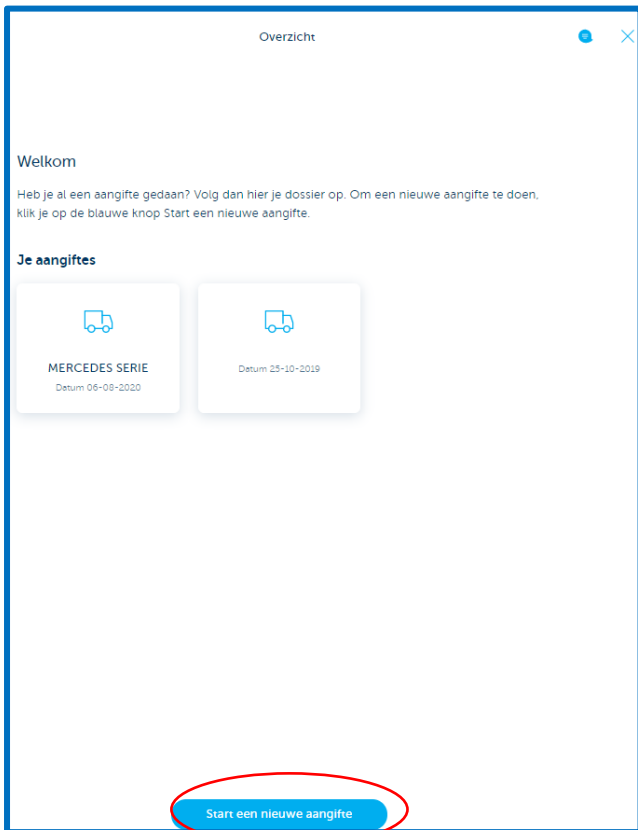 Overzicht
Welkom
Heb je al een aangifte gedaan? Volg dan hier je dossier op. Om een nieuwe aangifte te doen,
klik je op de blauwe knop Start een nieuwe aangifte.
Je aangiftes
MERCEDES SERIE
Datum 06-08-2020
Datum 25-10-2019
Start een nieuwe aangifte